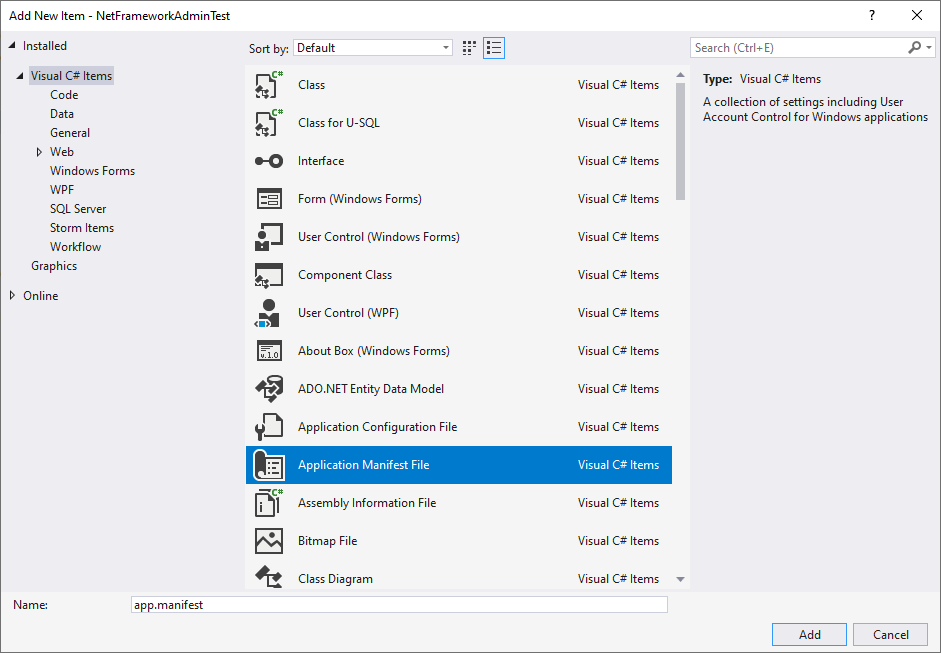 Add New Item - NetFrameworkAdminTest
?
Installed
Sort by: Default
Search (Ctrl+E)
Visual C# Items
Code
Data
General
Web
Windows Forms
WPF
SQL Server
Storm Items
Workflow
Graphics
Online
C# Class Visual C# Items
C# Class for U-SQL Visual C# Items
Interface Visual C# Items
Form (Windows Forms) Visual C# Items
User Control (Windows Forms) Visual C# Items
Component Class Visual C# Items
User Control (WPF) Visual C# Items
v.1.0 About Box (Windows Forms) Visual C# Items
ADO.NET Entity Data Model Visual C# Items
Application Configuration File Visual C# Items
Application Manifest File Visual C# Items
C# Assembly Information File Visual C# Items
Bitmap File Visual C# Items
Class Diagram Visual C# Items
Type: Visual C# Items
A collection of settings including User
Account Control for Windows applications
Name: app.manifest
Add Cancel